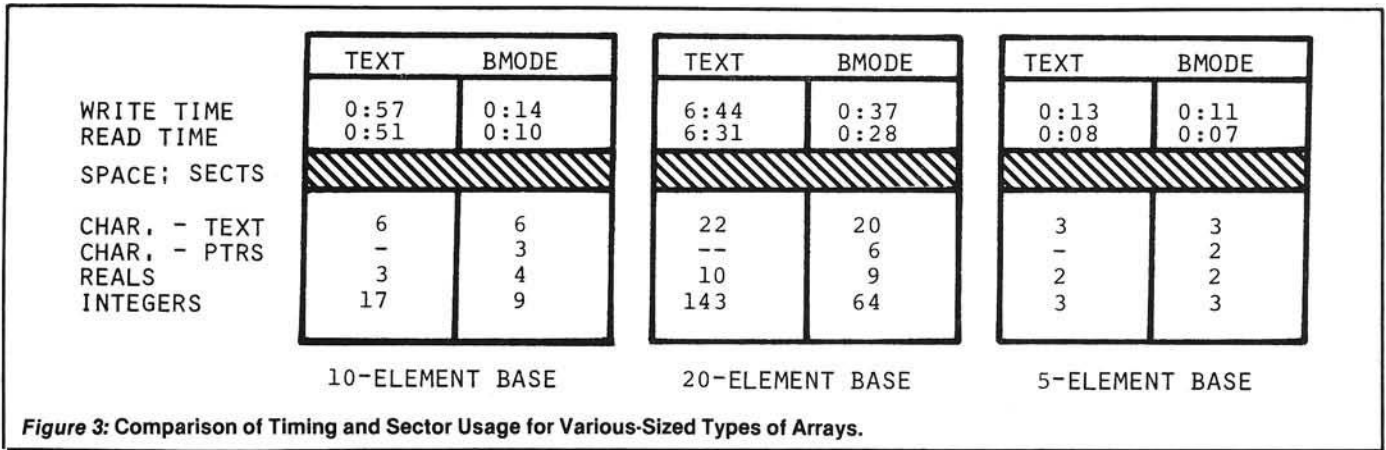 TEXT BMODE TEXT BMODE TEXT BMODE
WRITE TIME 0:57 0:14 6:44 0:37 0:13 0:11
READ TIME 0:51 0:10 6:31 0:28 0:08 0:07
SPACE; SECTS
CHAR. - TEXT 6 6 22 20 3 3
CHAR. - PTRS - 3 -- 6 - 2
REALS 3 4 10 9 2 2
INTEGERS 17 9 143 64 3 3
10-ELEMENT BASE 20-ELEMENT BASE 5-ELEMENT BASE
Figure 3: Comparison of Timing and Sector Usage for Various-Sized Types of Arrays.